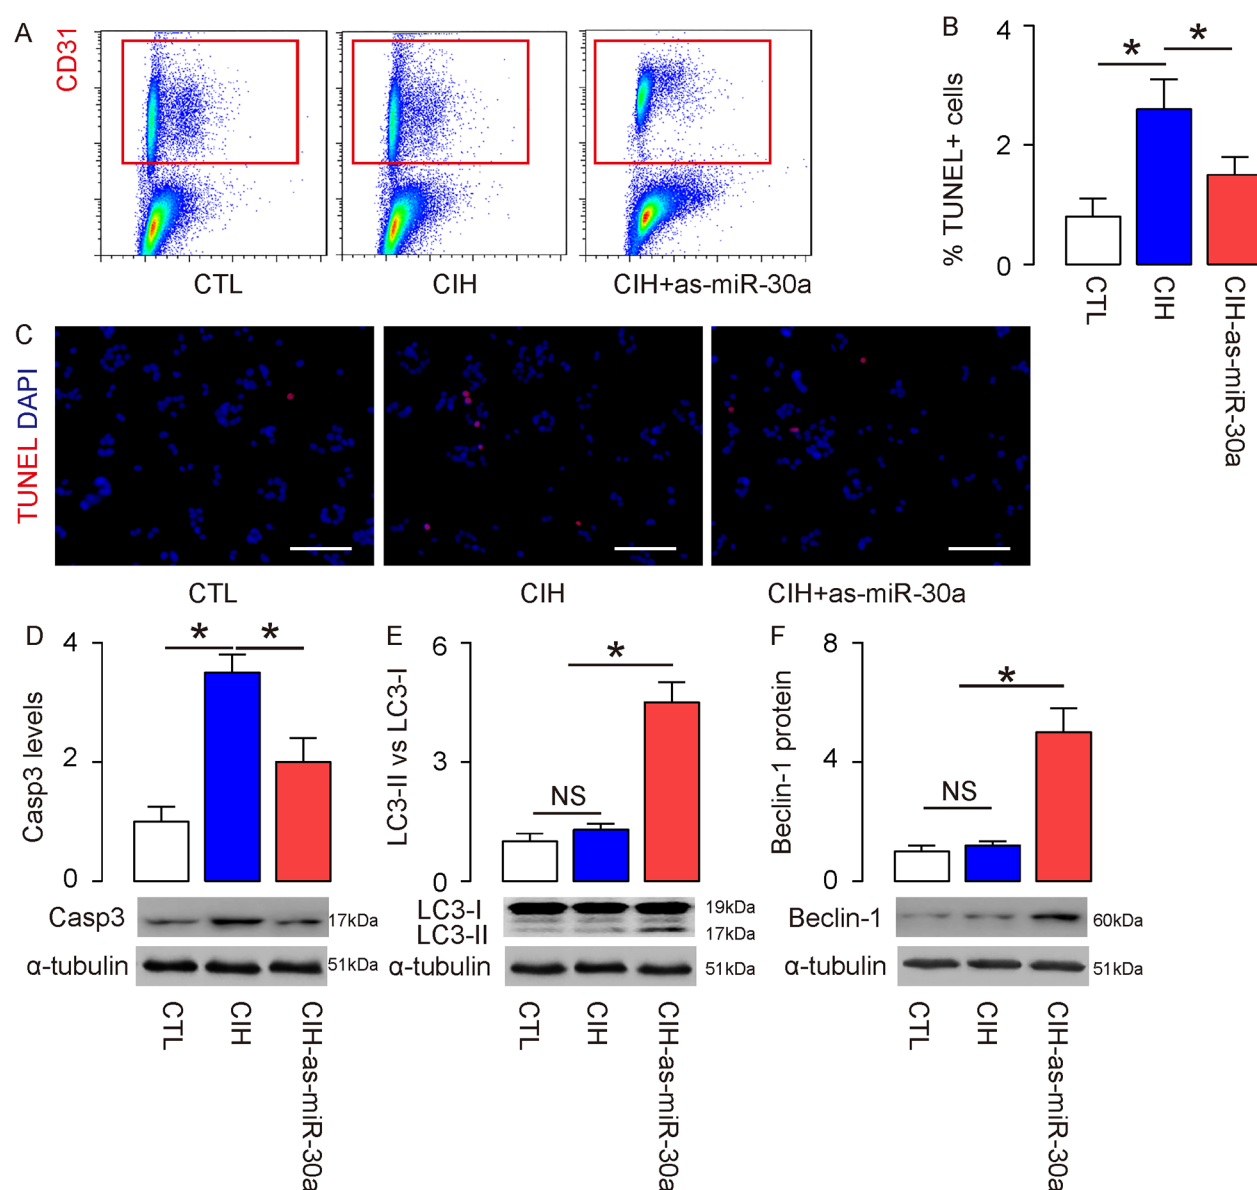 A
CD31
CTL
CIH
CIH+as-miR-30a
B
% TUNEL+ cells
4
2
0
*
*
CTL
CIH
CIH-as-miR-30a
C
TUNEL DAPI
CTL
CIH
CIH+as-miR-30a
D
Casp3 levels
4
2
0
*
*
Casp3
17kDa
α-tubulin
51kDa
CTL
CIH
CIH-as-miR-30a
E
LC3-II vs LC3-I
6
3
0
NS
*
LC3-I
19kDa
LC3-II
17kDa
α-tubulin
51kDa
CTL
CIH
CIH-as-miR-30a
F
Beclin-1 protein
8
4
0
NS
*
Beclin-1
60kDa
α-tubulin
51kDa
CTL
CIH
CIH-as-miR-30a